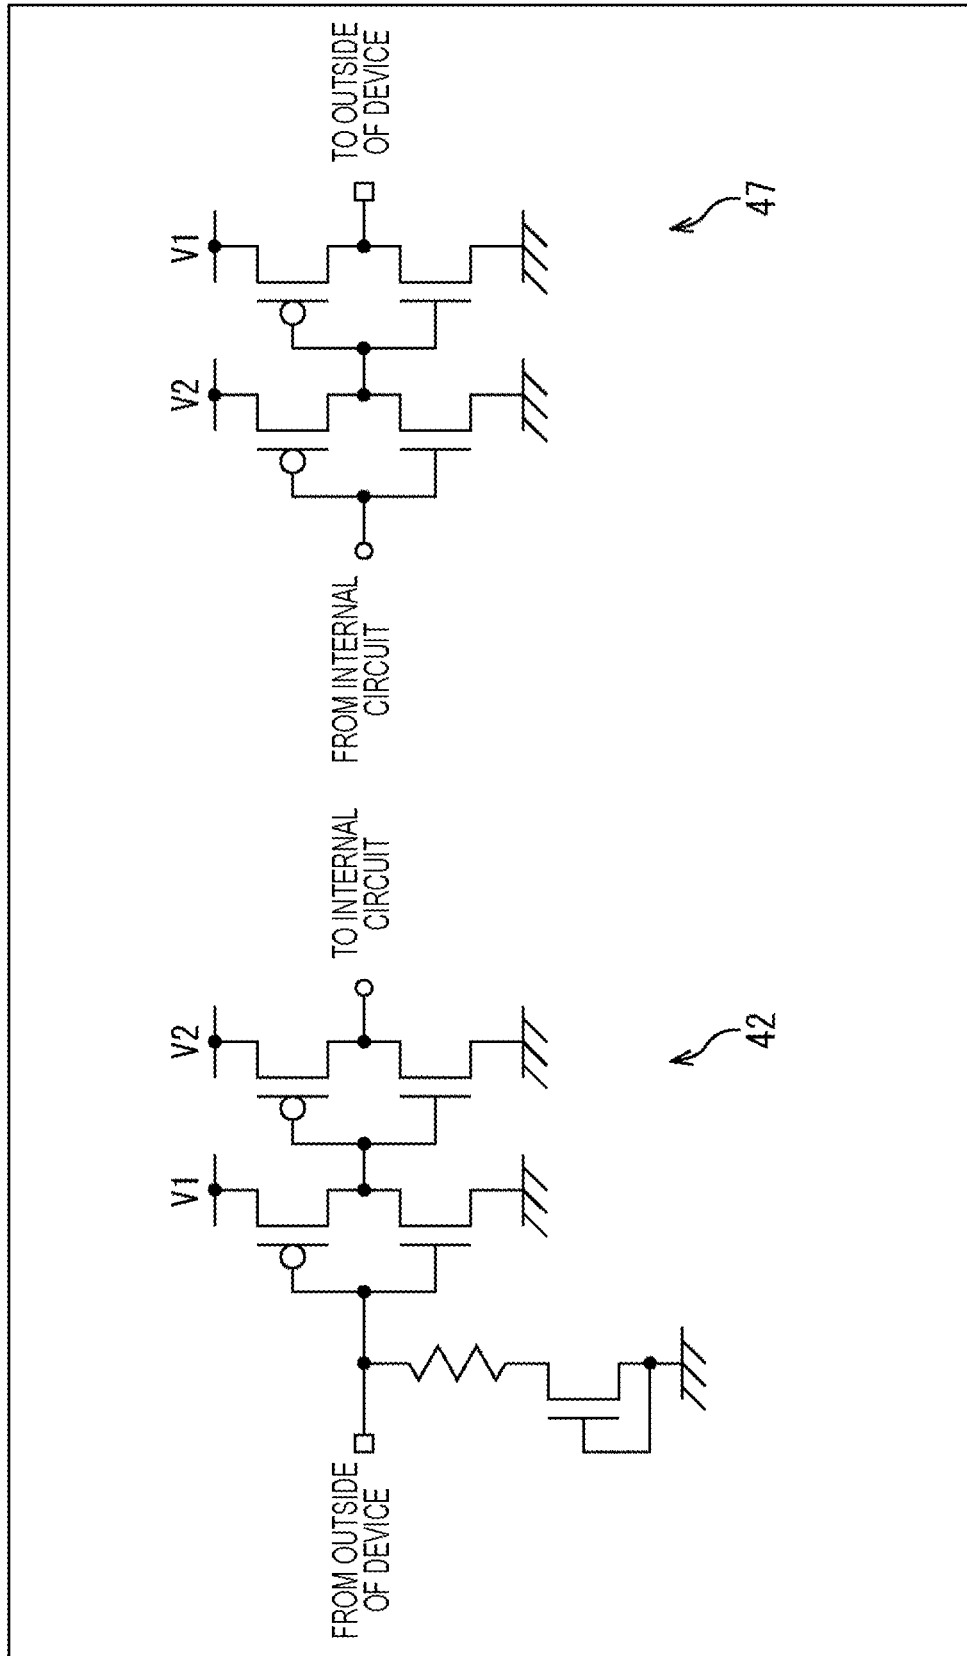 FROM OUTSIDE
OF DEVICE
V1
V2
TO INTERNAL
CIRCUIT
42
FROM INTERNAL
CIRCUIT
V2
V1
TO OUTSIDE
OF DEVICE
47